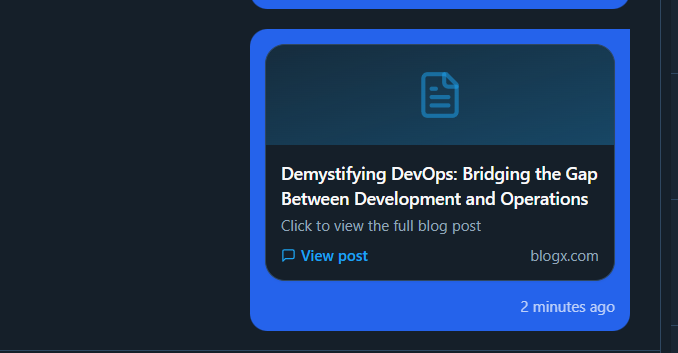 Demystifying DevOps: Bridging the Gap
Between Development and Operations
Click to view the full blog post
View post blogx.com
2 minutes ago